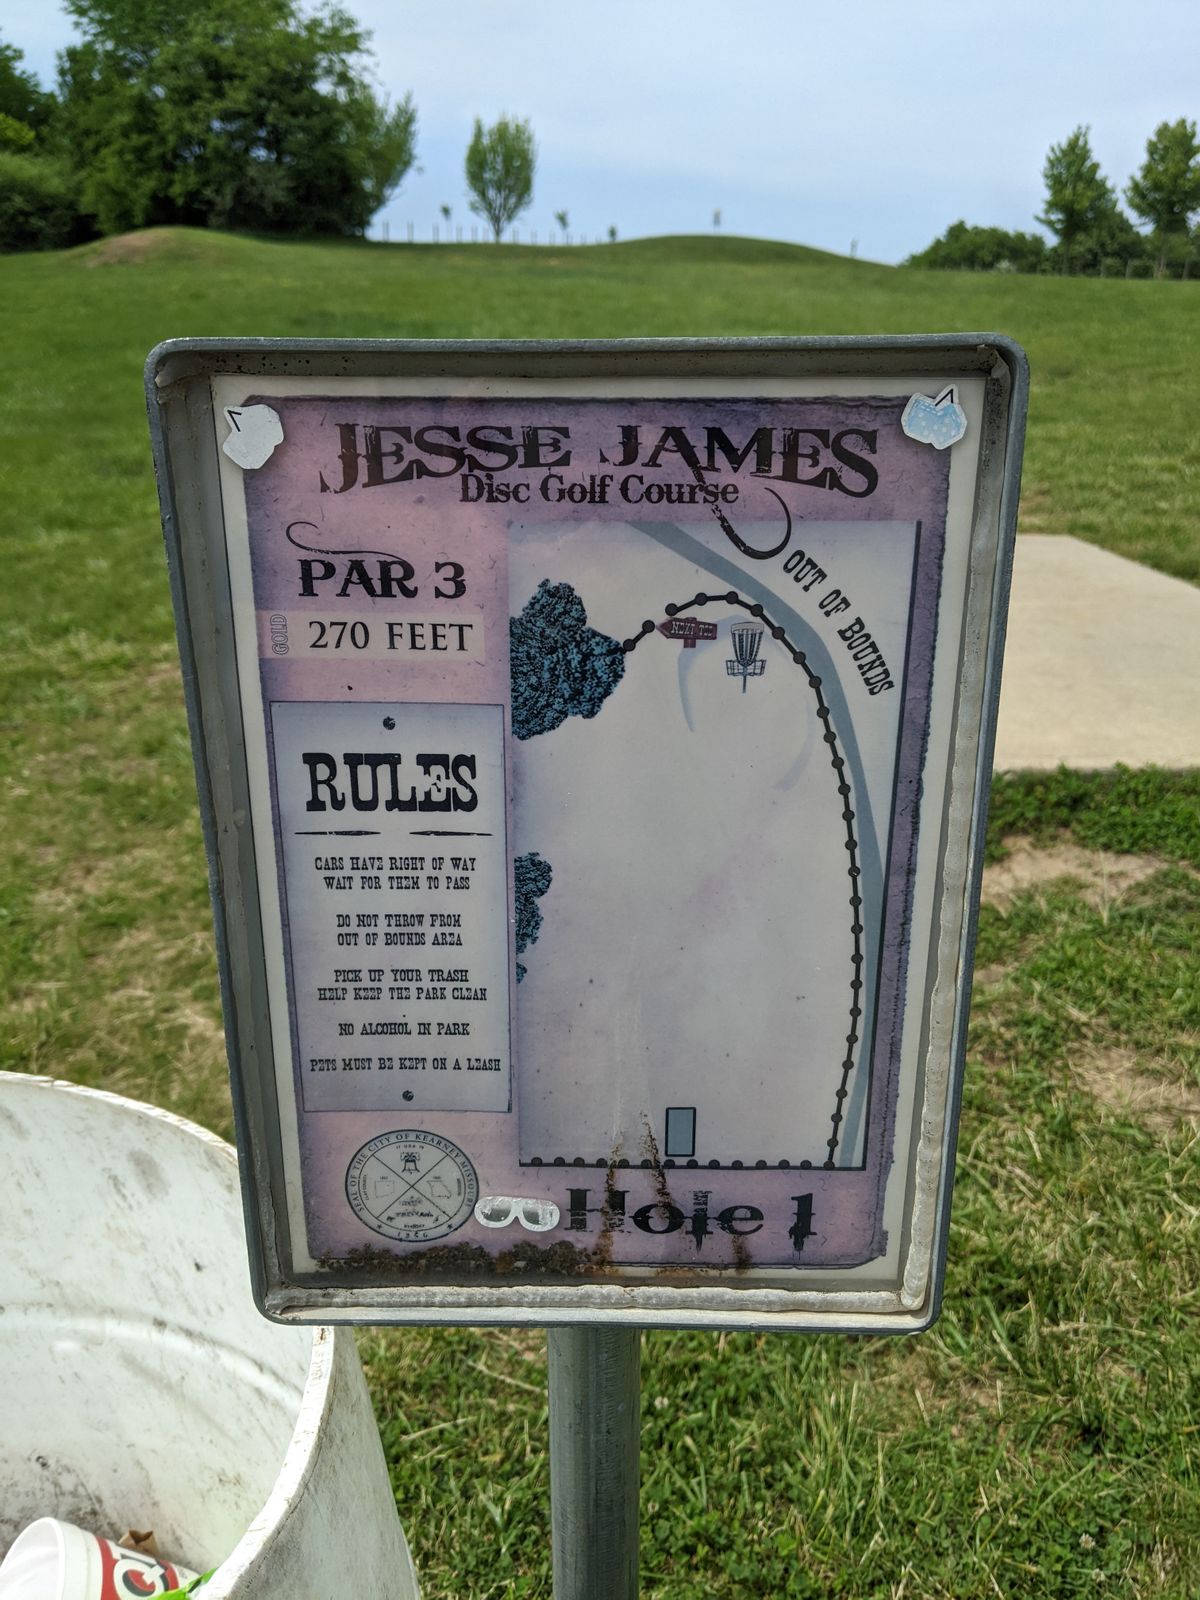 JESSE JAMES
Disc Golf Course
PAR 3
GOLD
270 FEET
OUT OF BOUNDS
NEXT TEE
RULES
CARS HAVE RIGHT OF WAY
WAIT FOR THEM TO PASS
DO NOT THROW FROM
OUT OF BOUNDS AREA
PICK UP YOUR TRASH
HELP KEEP THE PARK CLEAN
NO ALCOHOL IN PARK
PETS MUST BE KEPT ON A LEASH
SEAL OF THE CITY OF KEARNEY MISSOURI
Hole 1